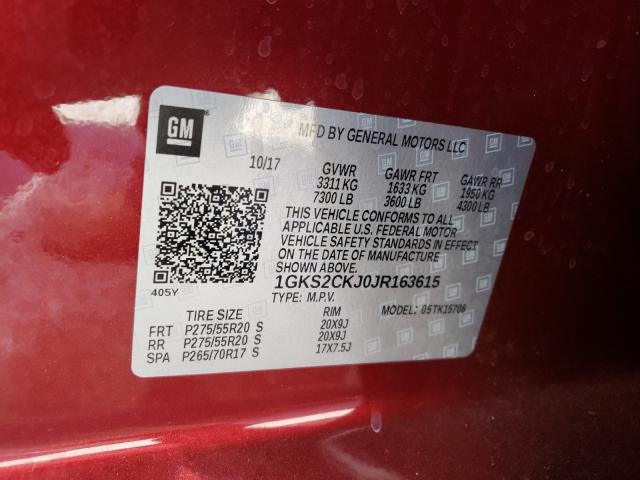 GM
MFD BY GENERAL MOTORS LLC
10/17 GVWR GAWR FRT GAWR RR
3311 KG 1633 KG 1950 KG
7300 LB 3600 LB 4300 LB
THIS VEHICLE CONFORMS TO ALL
APPLICABLE U.S. FEDERAL MOTOR
VEHICLE SAFETY STANDARDS IN EFFECT
ON THE DATE OF MANUFACTURE
SHOWN ABOVE.
405Y 1GKS2CKJ0JR163615
TYPE: M.P.V. MODEL: 05TK15706
TIRE SIZE RIM
FRT P275/55R20 S 20X9J
RR P275/55R20 S 20X9J
SPA P265/70R17 S 17X7.5J